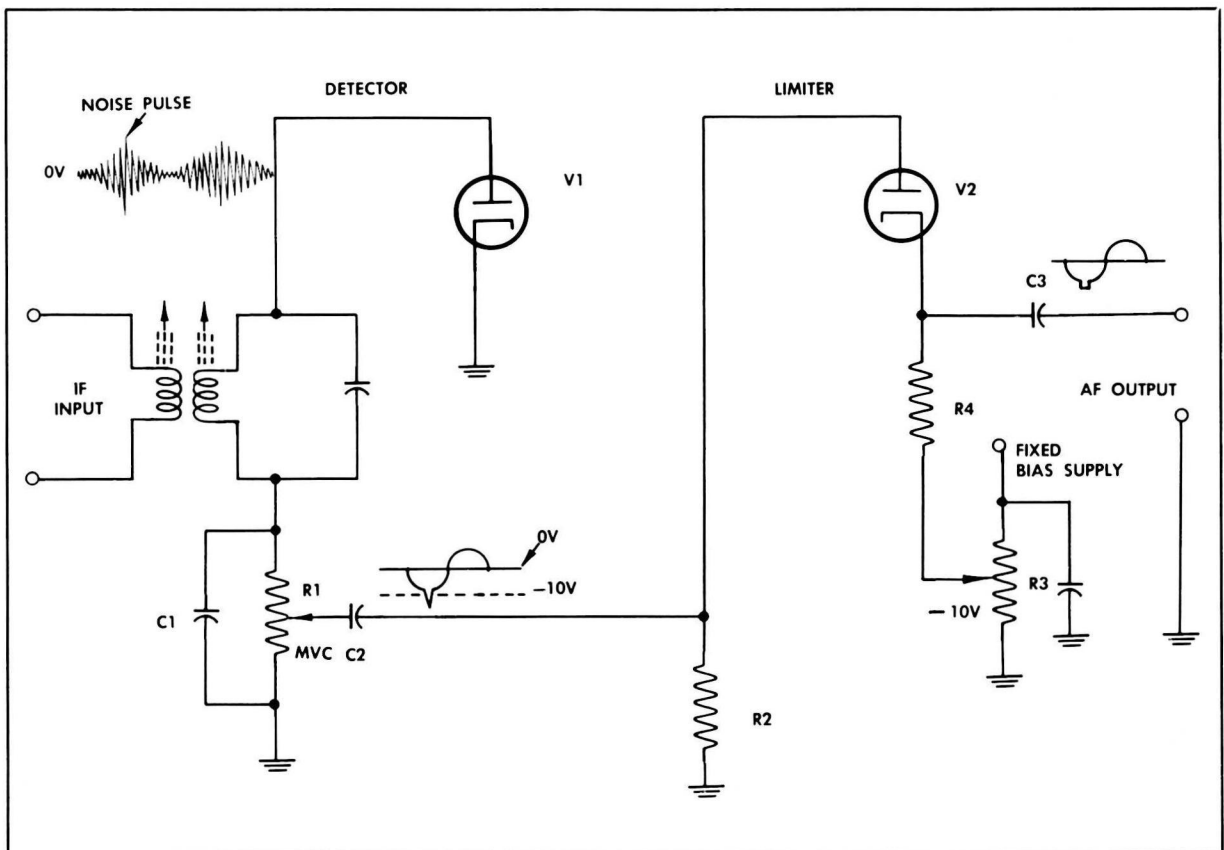 DETECTOR
LIMITER
NOISE PULSE
0V
V1
V2
C3
IF
INPUT
R4
AF OUTPUT
FIXED
BIAS SUPPLY
0V
-10V
R1
C1
MVC C2
R3
-10V
R2